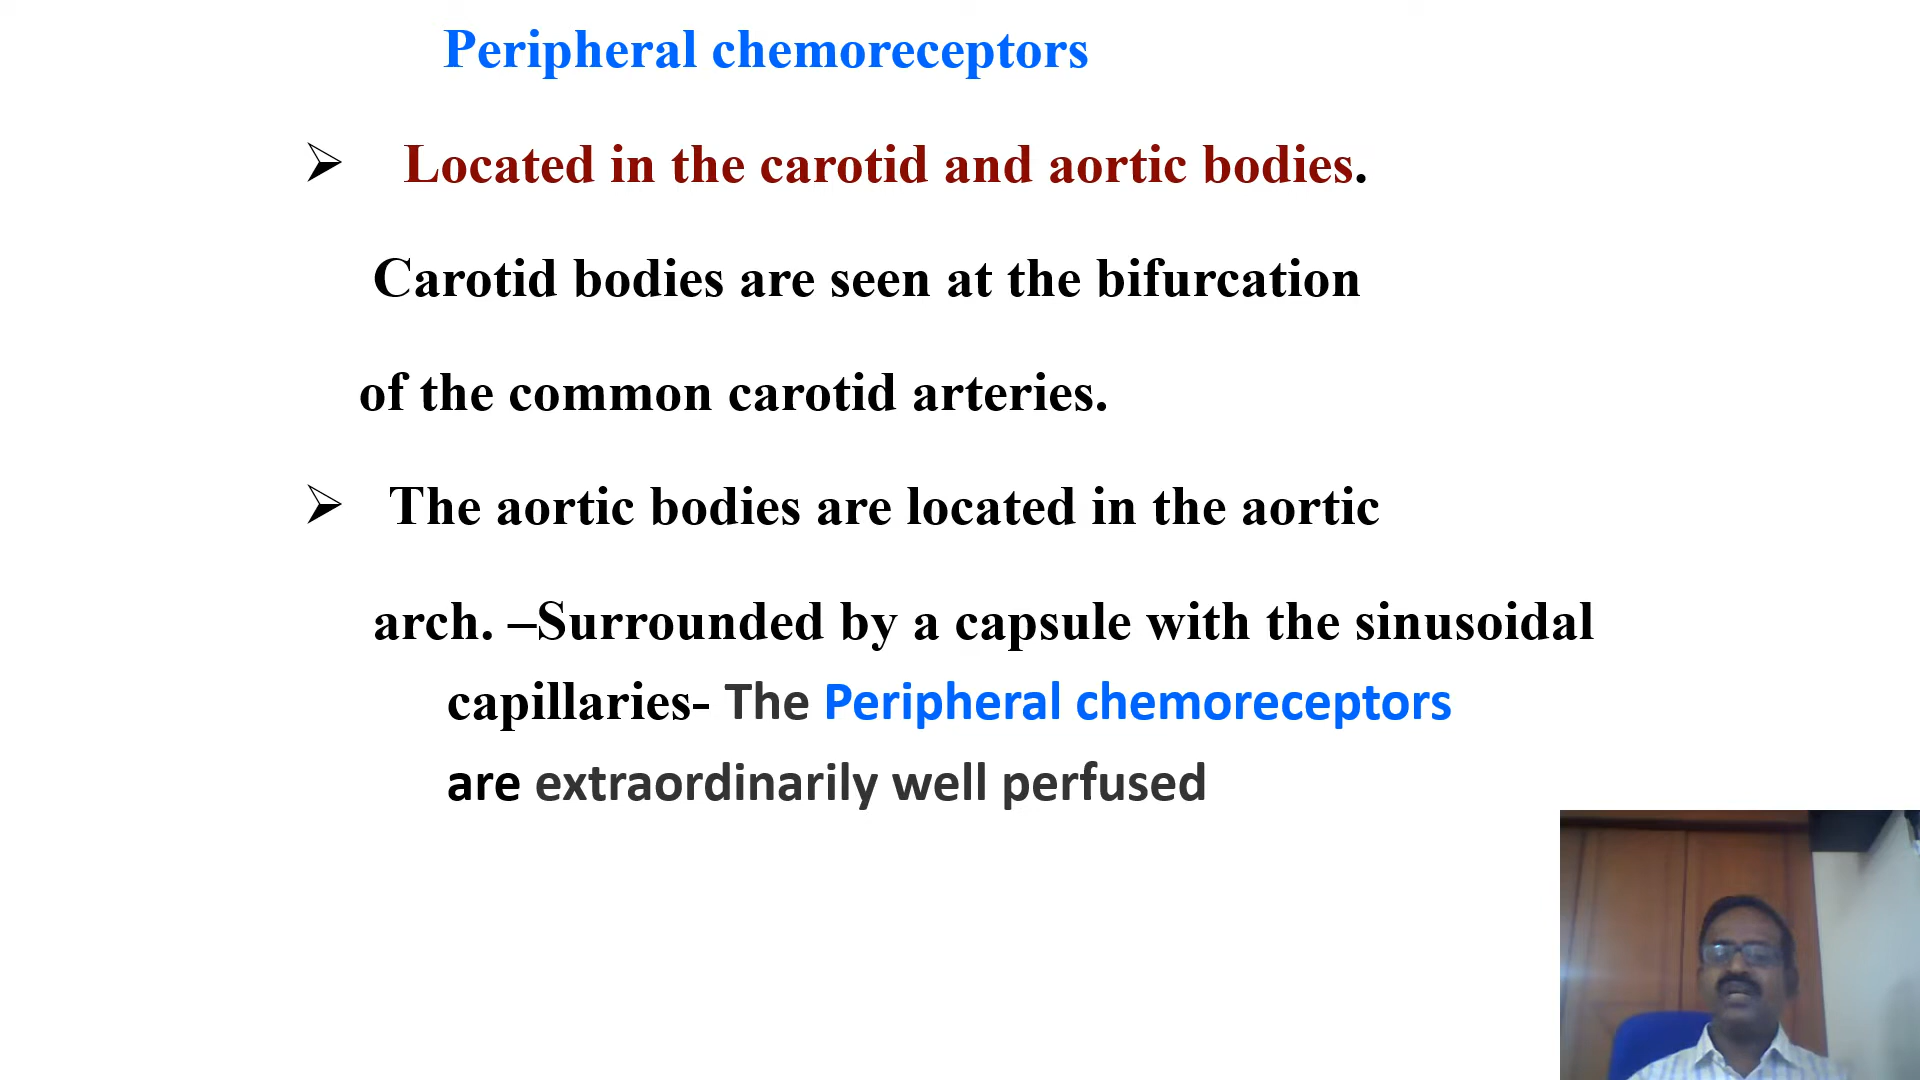 Peripheral chemoreceptors
➢ Located in the carotid and aortic bodies.
Carotid bodies are seen at the bifurcation
of the common carotid arteries.
➢ The aortic bodies are located in the aortic
arch. –Surrounded by a capsule with the sinusoidal
capillaries- The Peripheral chemoreceptors
are extraordinarily well perfused